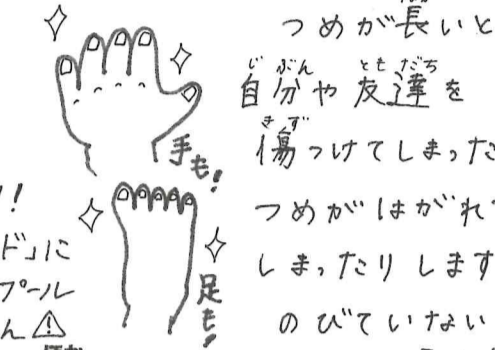 つめが長いと
自分や友達を
傷つけてしまった
つめがはがれ
しまったりします
のびていない
手も!
足も!
!!
ド」に
プール
ん⚠